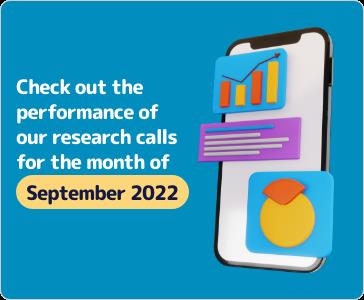 Check out the
performance of
our research calls
for the month of
September 2022